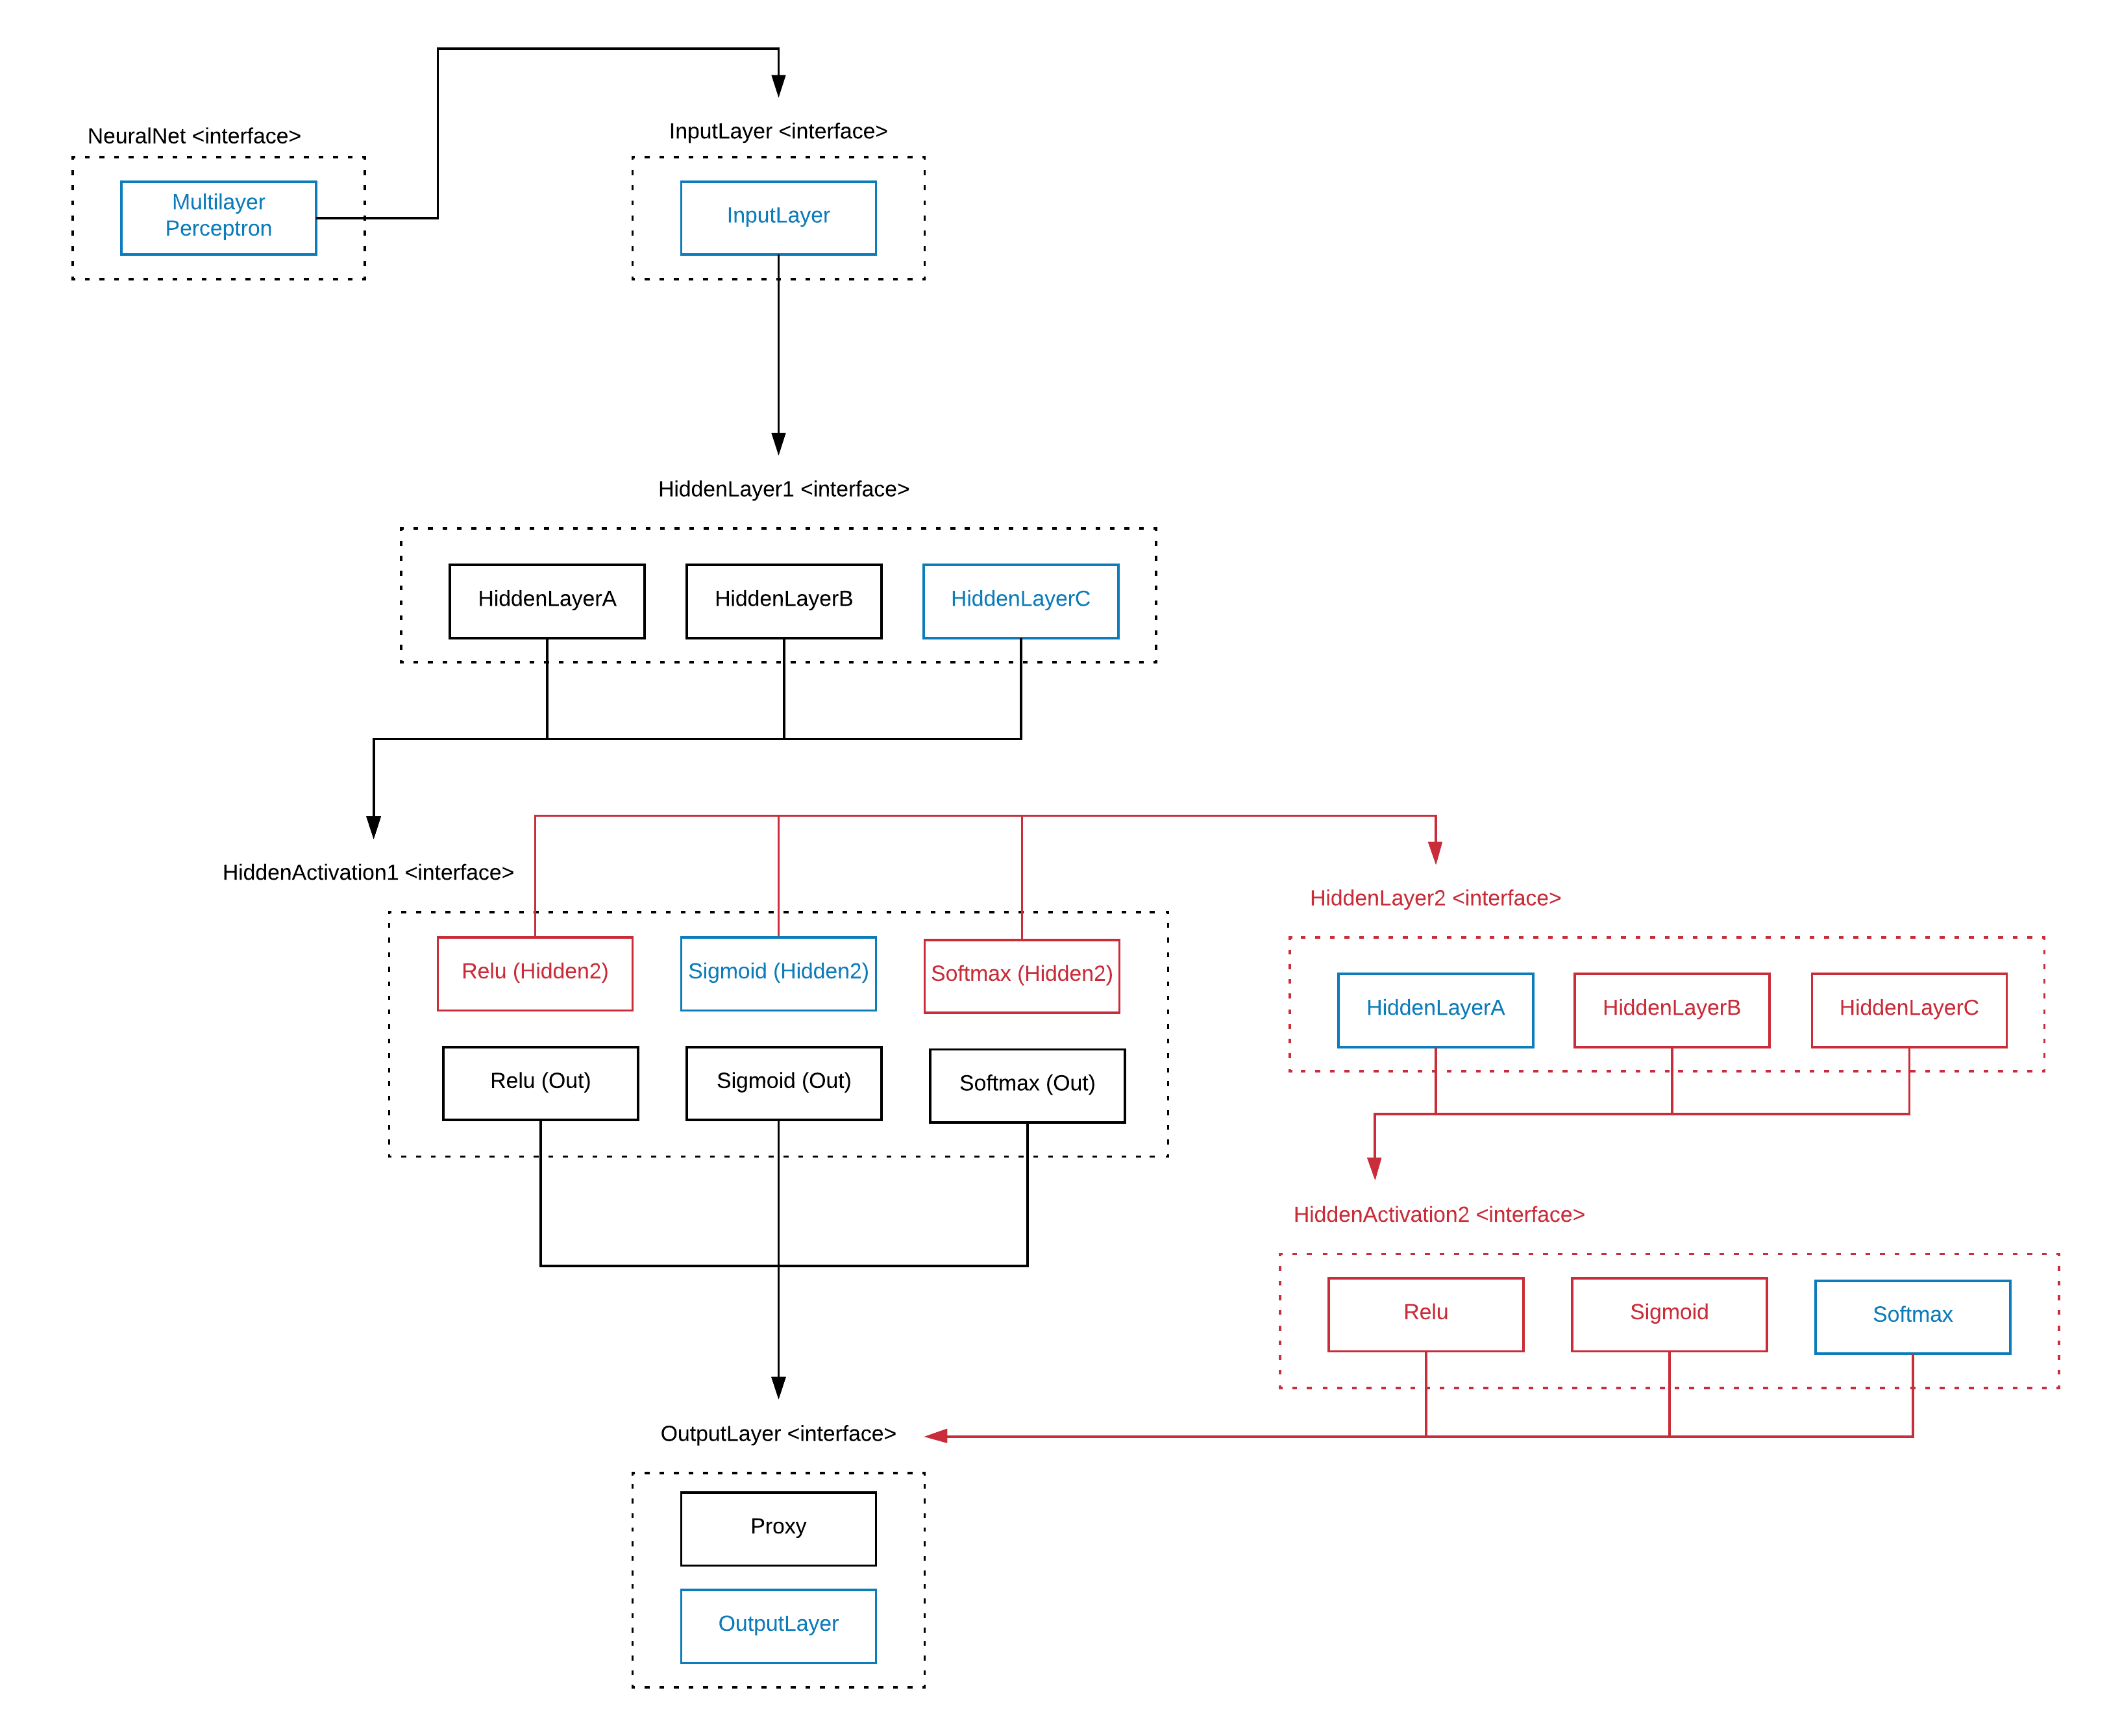 NeuralNet <interface>
Multilayer
Perceptron
InputLayer <interface>
InputLayer
HiddenLayer1 <interface>
HiddenLayerA
HiddenLayerB
HiddenLayerC
HiddenActivation1 <interface>
Relu (Hidden2)
Sigmoid (Hidden2)
Softmax (Hidden2)
Relu (Out)
Sigmoid (Out)
Softmax (Out)
HiddenLayer2 <interface>
HiddenLayerA
HiddenLayerB
HiddenLayerC
HiddenActivation2 <interface>
Relu
Sigmoid
Softmax
OutputLayer <interface>
Proxy
OutputLayer